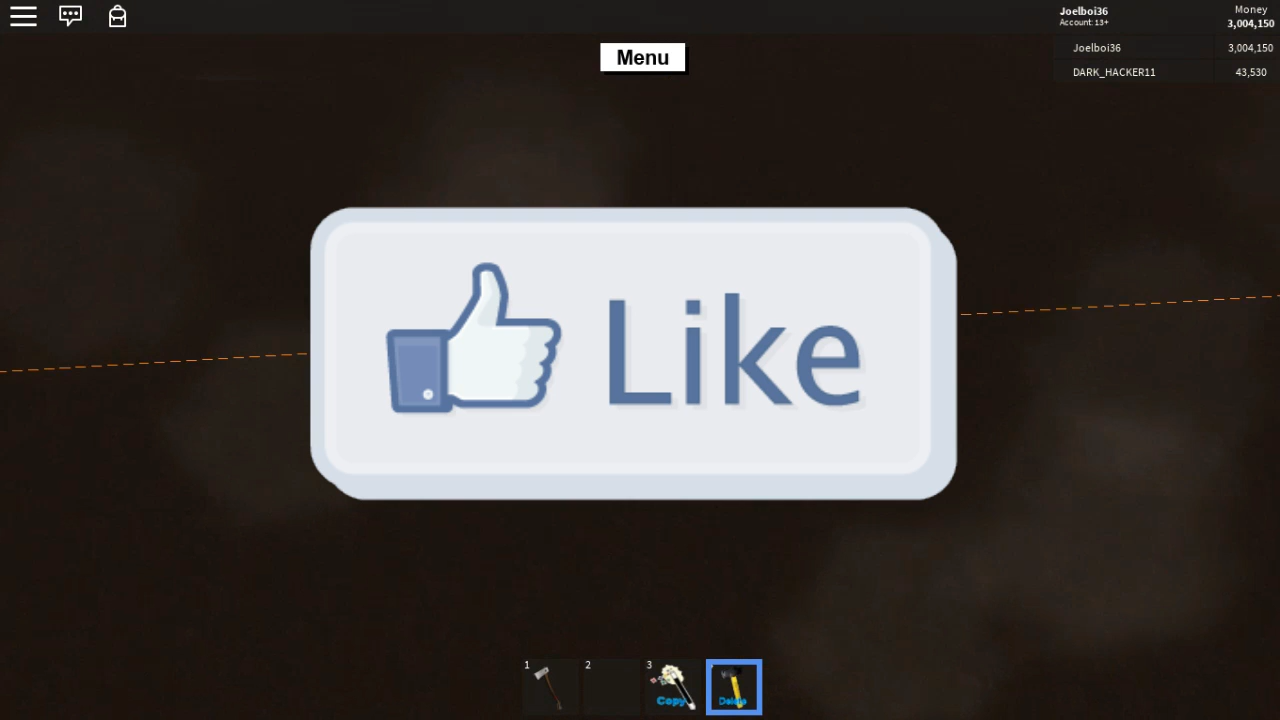 Joelboi36
Account: 13+
Money
3,004,150
Joelboi36 3,004,150
DARK_HACKER11 43,530
Menu
Like
1
2
3
Copy
Delete